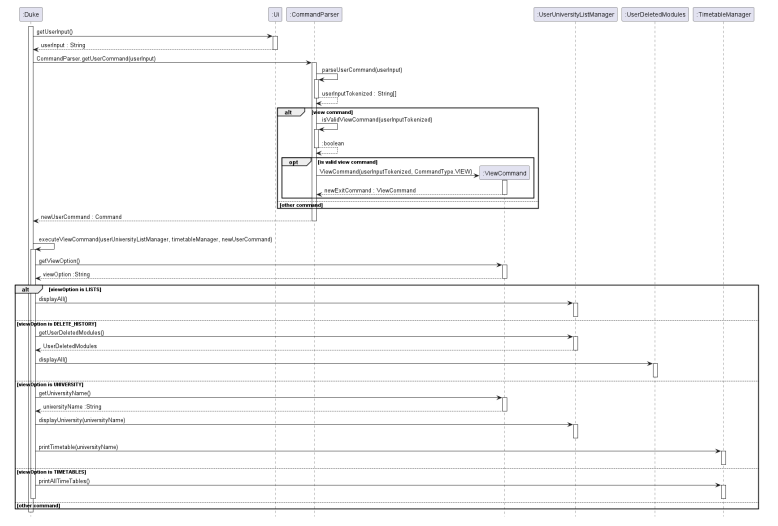 :Duke :Ui :CommandParser :UserUniversityListManager :UserDeletedModules :TimetableManager
getUserInput()
userInput : String
CommandParser.getUserCommand(userInput)
parseUserCommand(userInput)
userInputTokenized : String[]
alt [view command]
isValidViewCommand(userInputTokenized)
:boolean
opt [is valid view command]
ViewCommand(userInputTokenized, CommandType.VIEW) :ViewCommand
newExitCommand : ViewCommand
[other command]
newUserCommand : Command
executeViewCommand(userUniversityListManager, timetableManager, newUserCommand)
getViewOption()
viewOption :String
alt [viewOption is LISTS]
displayAll()
[viewOption is DELETE_HISTORY]
getUserDeletedModules()
UserDeletedModules
displayAll()
[viewOption is UNIVERSITY]
getUniversityName()
universityName :String
displayUniversity(universityName)
printTimetable(universityName)
[viewOption is TIMETABLES]
printAllTimeTables()
[other command]